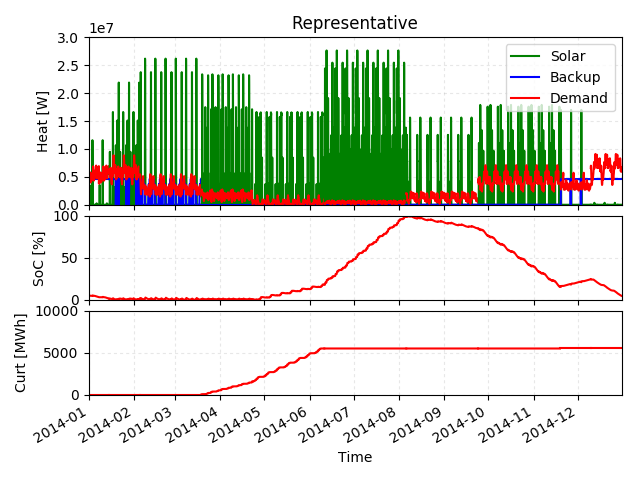 Representative
1e7
3.0
2.5
2.0
1.5
1.0
0.5
0.0
Heat [W]
Solar
Backup
Demand
100
50
0
SoC [%]
10000
5000
0
Curt [MWh]
2014-01
2014-02
2014-03
2014-04
2014-05
2014-06
2014-07
2014-08
2014-09
2014-10
2014-11
2014-12
Time